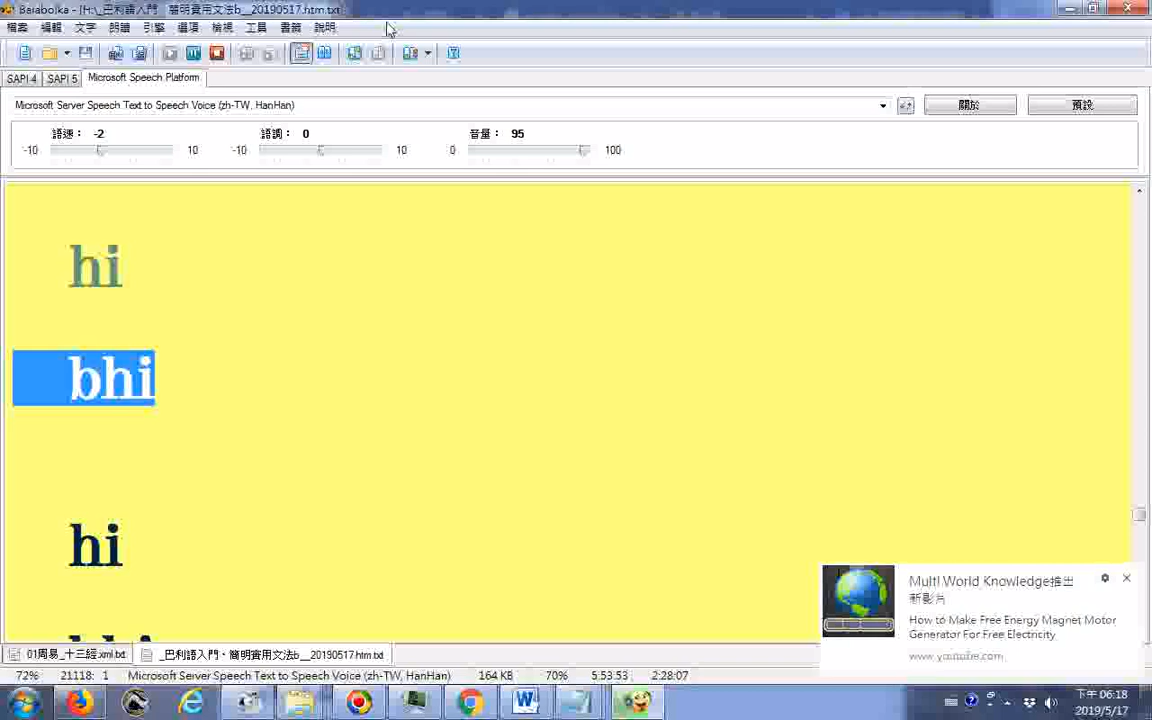 Balabolka - [H:\_巴利語入門‧簡明實用文法b__20190517.htm.txt]
檔案 編輯 文字 朗讀 引擎 選項 檢視 工具 書籤 說明
SAPI 4 SAPI 5 Microsoft Speech Platform
Microsoft Server Speech Text to Speech Voice (zh-TW, HanHan) 關於 預設
語速： -2 語調： 0 音量： 95
-10 10 -10 10 0 100
hi
bhi
hi
Multi World Knowledge推出
新影片
How to Make Free Energy Magnet Motor
Generator For Free Electricity
www.youtube.com
01周易_十三經.xml.txt _巴利語入門‧簡明實用文法b__20190517.htm.txt
72% 21118: 1 Microsoft Server Speech Text to Speech Voice (zh-TW, HanHan) 164 KB 70% 5:53:53 2:28:07
下午 06:18
2019/5/17